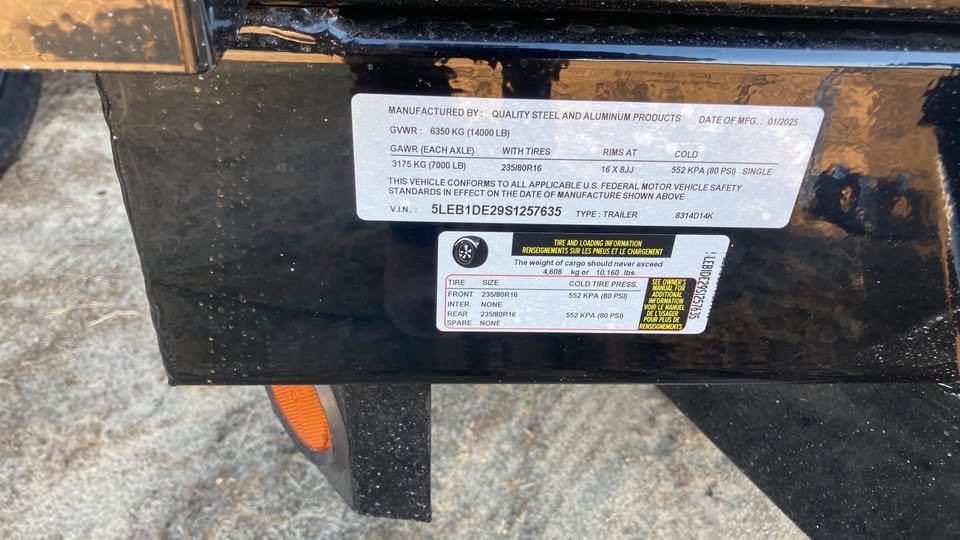 MANUFACTURED BY : QUALITY STEEL AND ALUMINUM PRODUCTS DATE OF MFG. : 01/2025
GVWR : 6350 KG (14000 LB)
GAWR (EACH AXLE) WITH TIRES RIMS AT COLD
3175 KG (7000 LB) 235/80R16 16 X 8JJ 552 KPA (80 PSI) SINGLE
THIS VEHICLE CONFORMS TO ALL APPLICABLE U.S. FEDERAL MOTOR VEHICLE SAFETY
STANDARDS IN EFFECT ON THE DATE OF MANUFACTURE SHOWN ABOVE
V.I.N.: 5LEB1DE29S1257635 TYPE : TRAILER 8314D14K
TIRE AND LOADING INFORMATION
RENSEIGNEMENTS SUR LES PNEUS ET LE CHARGEMENT
The weight of cargo should never exceed
4,608 kg or 10,160 lbs.
TIRE SIZE COLD TIRE PRESS.
FRONT 235/80R16 552 KPA (80 PSI)
INTER NONE
REAR 235/80R16 552 KPA (80 PSI)
SPARE NONE
SEE OWNER'S
MANUAL FOR
ADDITIONAL
INFORMATION
VOIR LE MANUEL
DE L'USAGER
POUR PLUS DE
RENSEIGNEMENTS